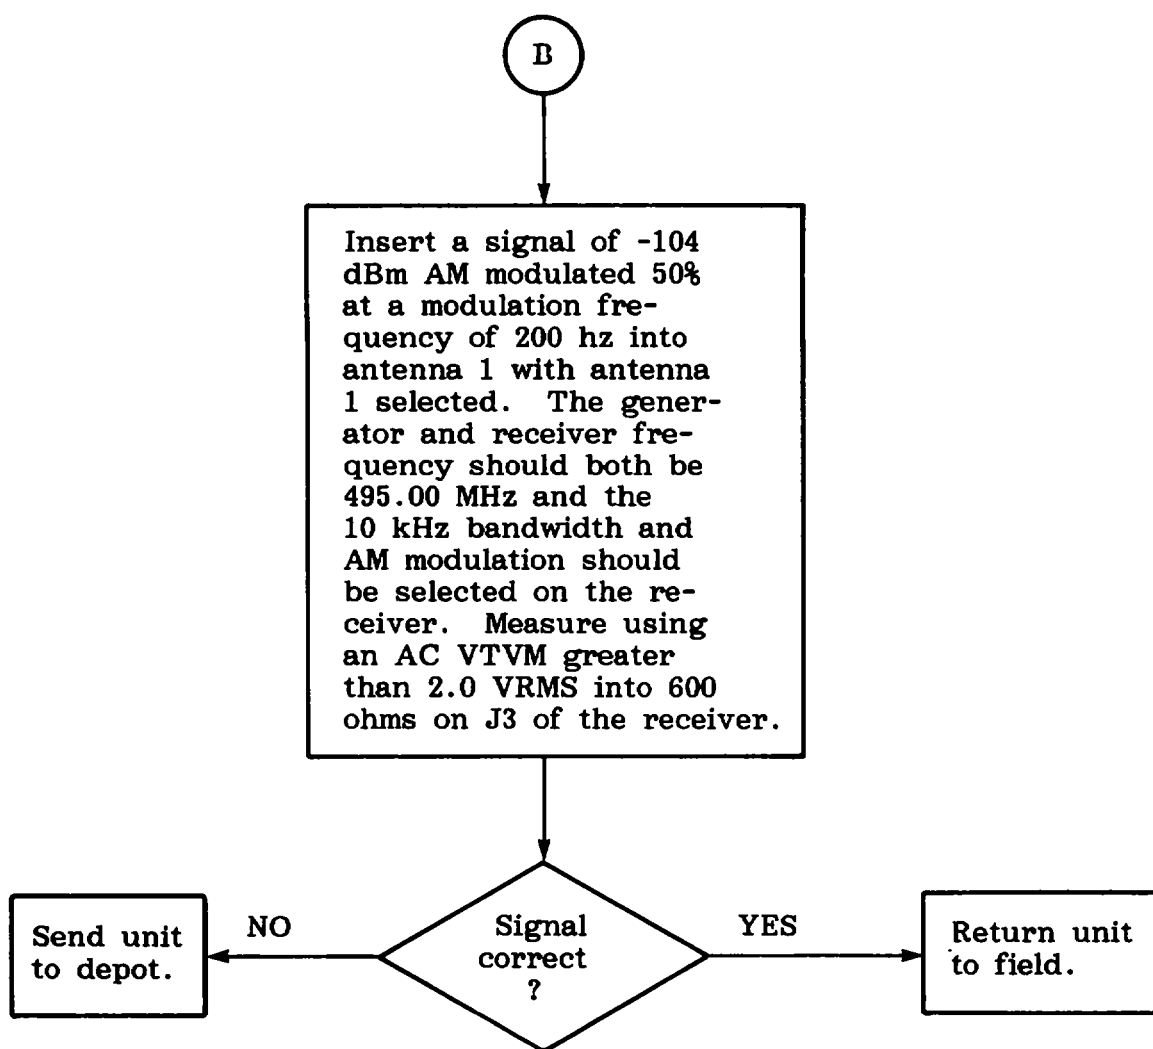 B
Insert a signal of -104
dBm AM modulated 50%
at a modulation fre-
quency of 200 hz into
antenna 1 with antenna
1 selected. The gener-
ator and receiver fre-
quency should both be
495.00 MHz and the
10 kHz bandwidth and
AM modulation should
be selected on the re-
ceiver. Measure using
an AC VTVM greater
than 2.0 VRMS into 600
ohms on J3 of the receiver.
Signal
correct
?
NO
Send unit
to depot.
YES
Return unit
to field.